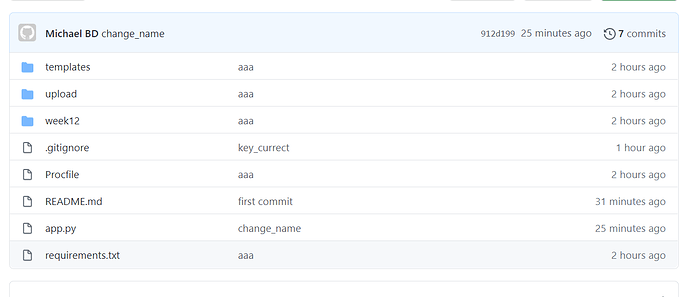 Michael BD change_name 912d199 25 minutes ago 7 commits
templates aaa 2 hours ago
upload aaa 2 hours ago
week12 aaa 2 hours ago
.gitignore key_currect 1 hour ago
Procfile aaa 2 hours ago
README.md first commit 31 minutes ago
app.py change_name 25 minutes ago
requirements.txt aaa 2 hours ago